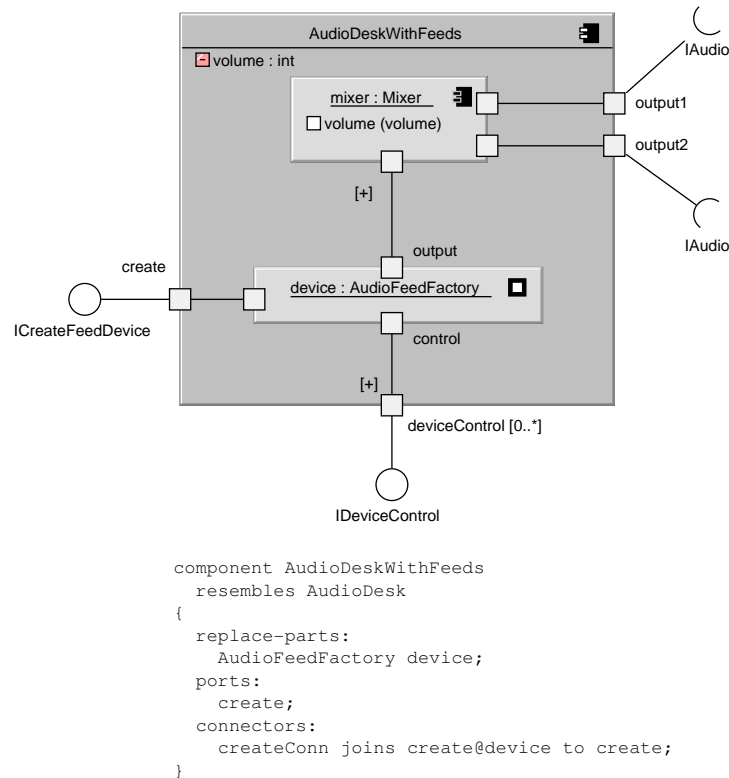 AudioDeskWithFeeds
volume : int
IAudio
mixer : Mixer
volume (volume)
output1
output2
[+]
IAudio
output
create
device : AudioFeedFactory
ICreateFeedDevice
control
[+]
deviceControl [0..*]
IDeviceControl
component AudioDeskWithFeeds
  resembles AudioDesk
{
  replace-parts:
    AudioFeedFactory device;
  ports:
    create;
  connectors:
    createConn joins create@device to create;
}